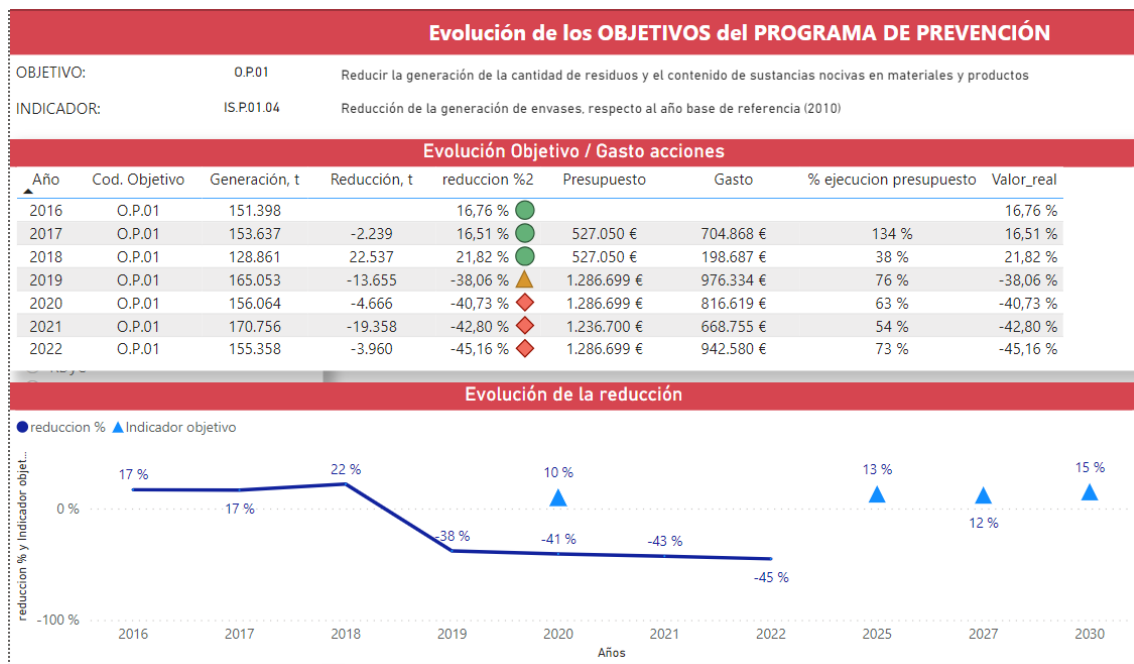 Evolución de los OBJETIVOS del PROGRAMA DE PREVENCIÓN
OBJETIVO: O.P.01 Reducir la generación de la cantidad de residuos y el contenido de sustancias nocivas en materiales y productos
INDICADOR: IS.P.01.04 Reducción de la generación de envases, respecto al año base de referencia (2010)
Evolución Objetivo / Gasto acciones
Año Cod. Objetivo Generación, t Reducción, t reduccion %2 Presupuesto Gasto % ejecucion presupuesto Valor_real
2016 O.P.01 151.398 16,76 % 16,76 %
2017 O.P.01 153.637 -2.239 16,51 % 527.050 € 704.868 € 134 % 16,51 %
2018 O.P.01 128.861 22.537 21,82 % 527.050 € 198.687 € 38 % 21,82 %
2019 O.P.01 165.053 -13.655 -38,06 % 1.286.699 € 976.334 € 76 % -38,06 %
2020 O.P.01 156.064 -4.666 -40,73 % 1.286.699 € 816.619 € 63 % -40,73 %
2021 O.P.01 170.756 -19.358 -42,80 % 1.236.700 € 668.755 € 54 % -42,80 %
2022 O.P.01 155.358 -3.960 -45,16 % 1.286.699 € 942.580 € 73 % -45,16 %
Evolución de la reducción
reduccion % Indicador objetivo
reduccion % y Indicador objet...
17 % 17 % 22 % -38 % 10 % -41 % -43 % -45 % 13 % 12 % 15 %
0 %
-100 %
2016 2017 2018 2019 2020 2021 2022 2025 2027 2030
Años